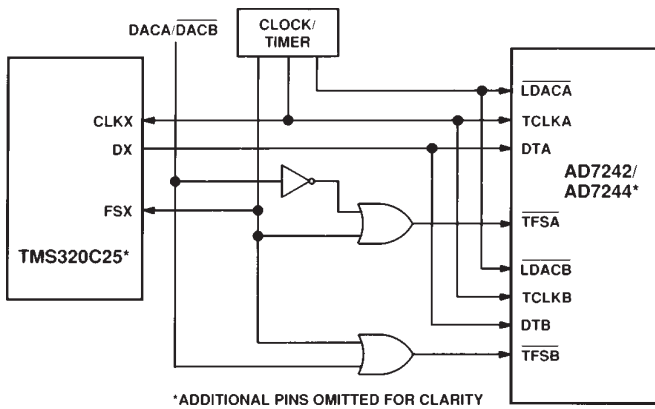 DACA/DACB
CLOCK/
TIMER
CLKX
DX
FSX
TMS320C25*
LDACA
TCLKA
DTA
AD7242/
AD7244*
TFSA
LDACB
TCLKB
DTB
TFSB
*ADDITIONAL PINS OMITTED FOR CLARITY